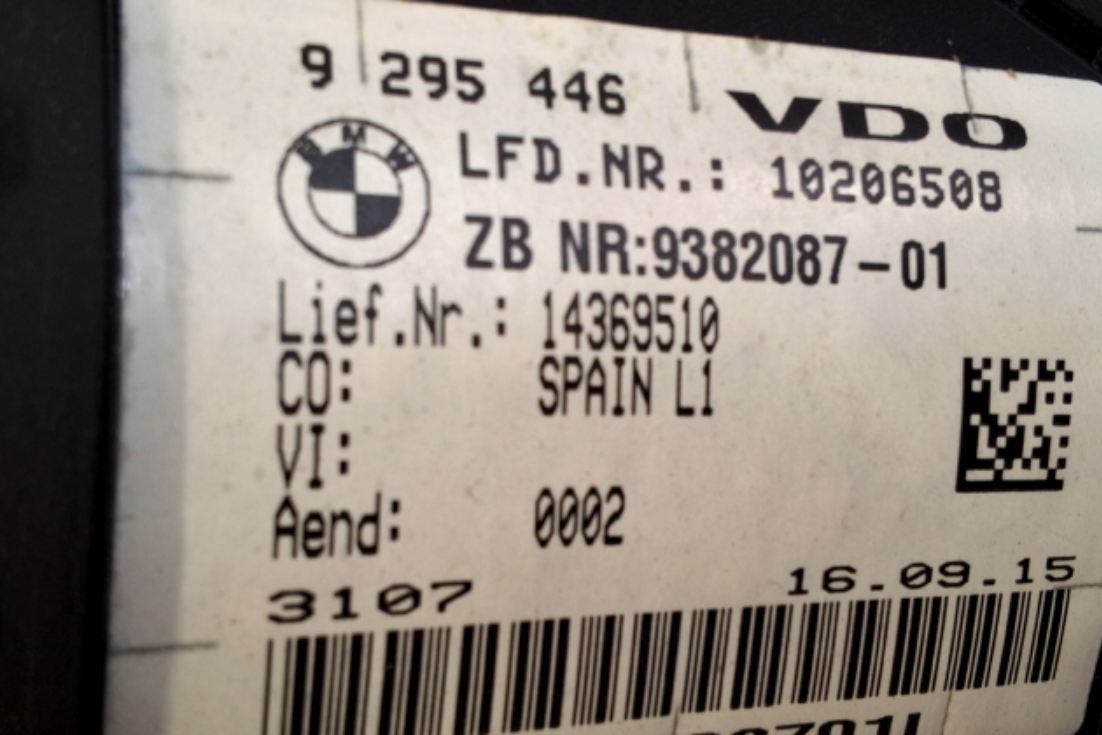 9 295 446
VDO
BMW
LFD.NR.: 10206508
ZB NR:9382087-01
Lief.Nr.: 14369510
CO: SPAIN L1
VI:
Aend: 0002
3107 16.09.15